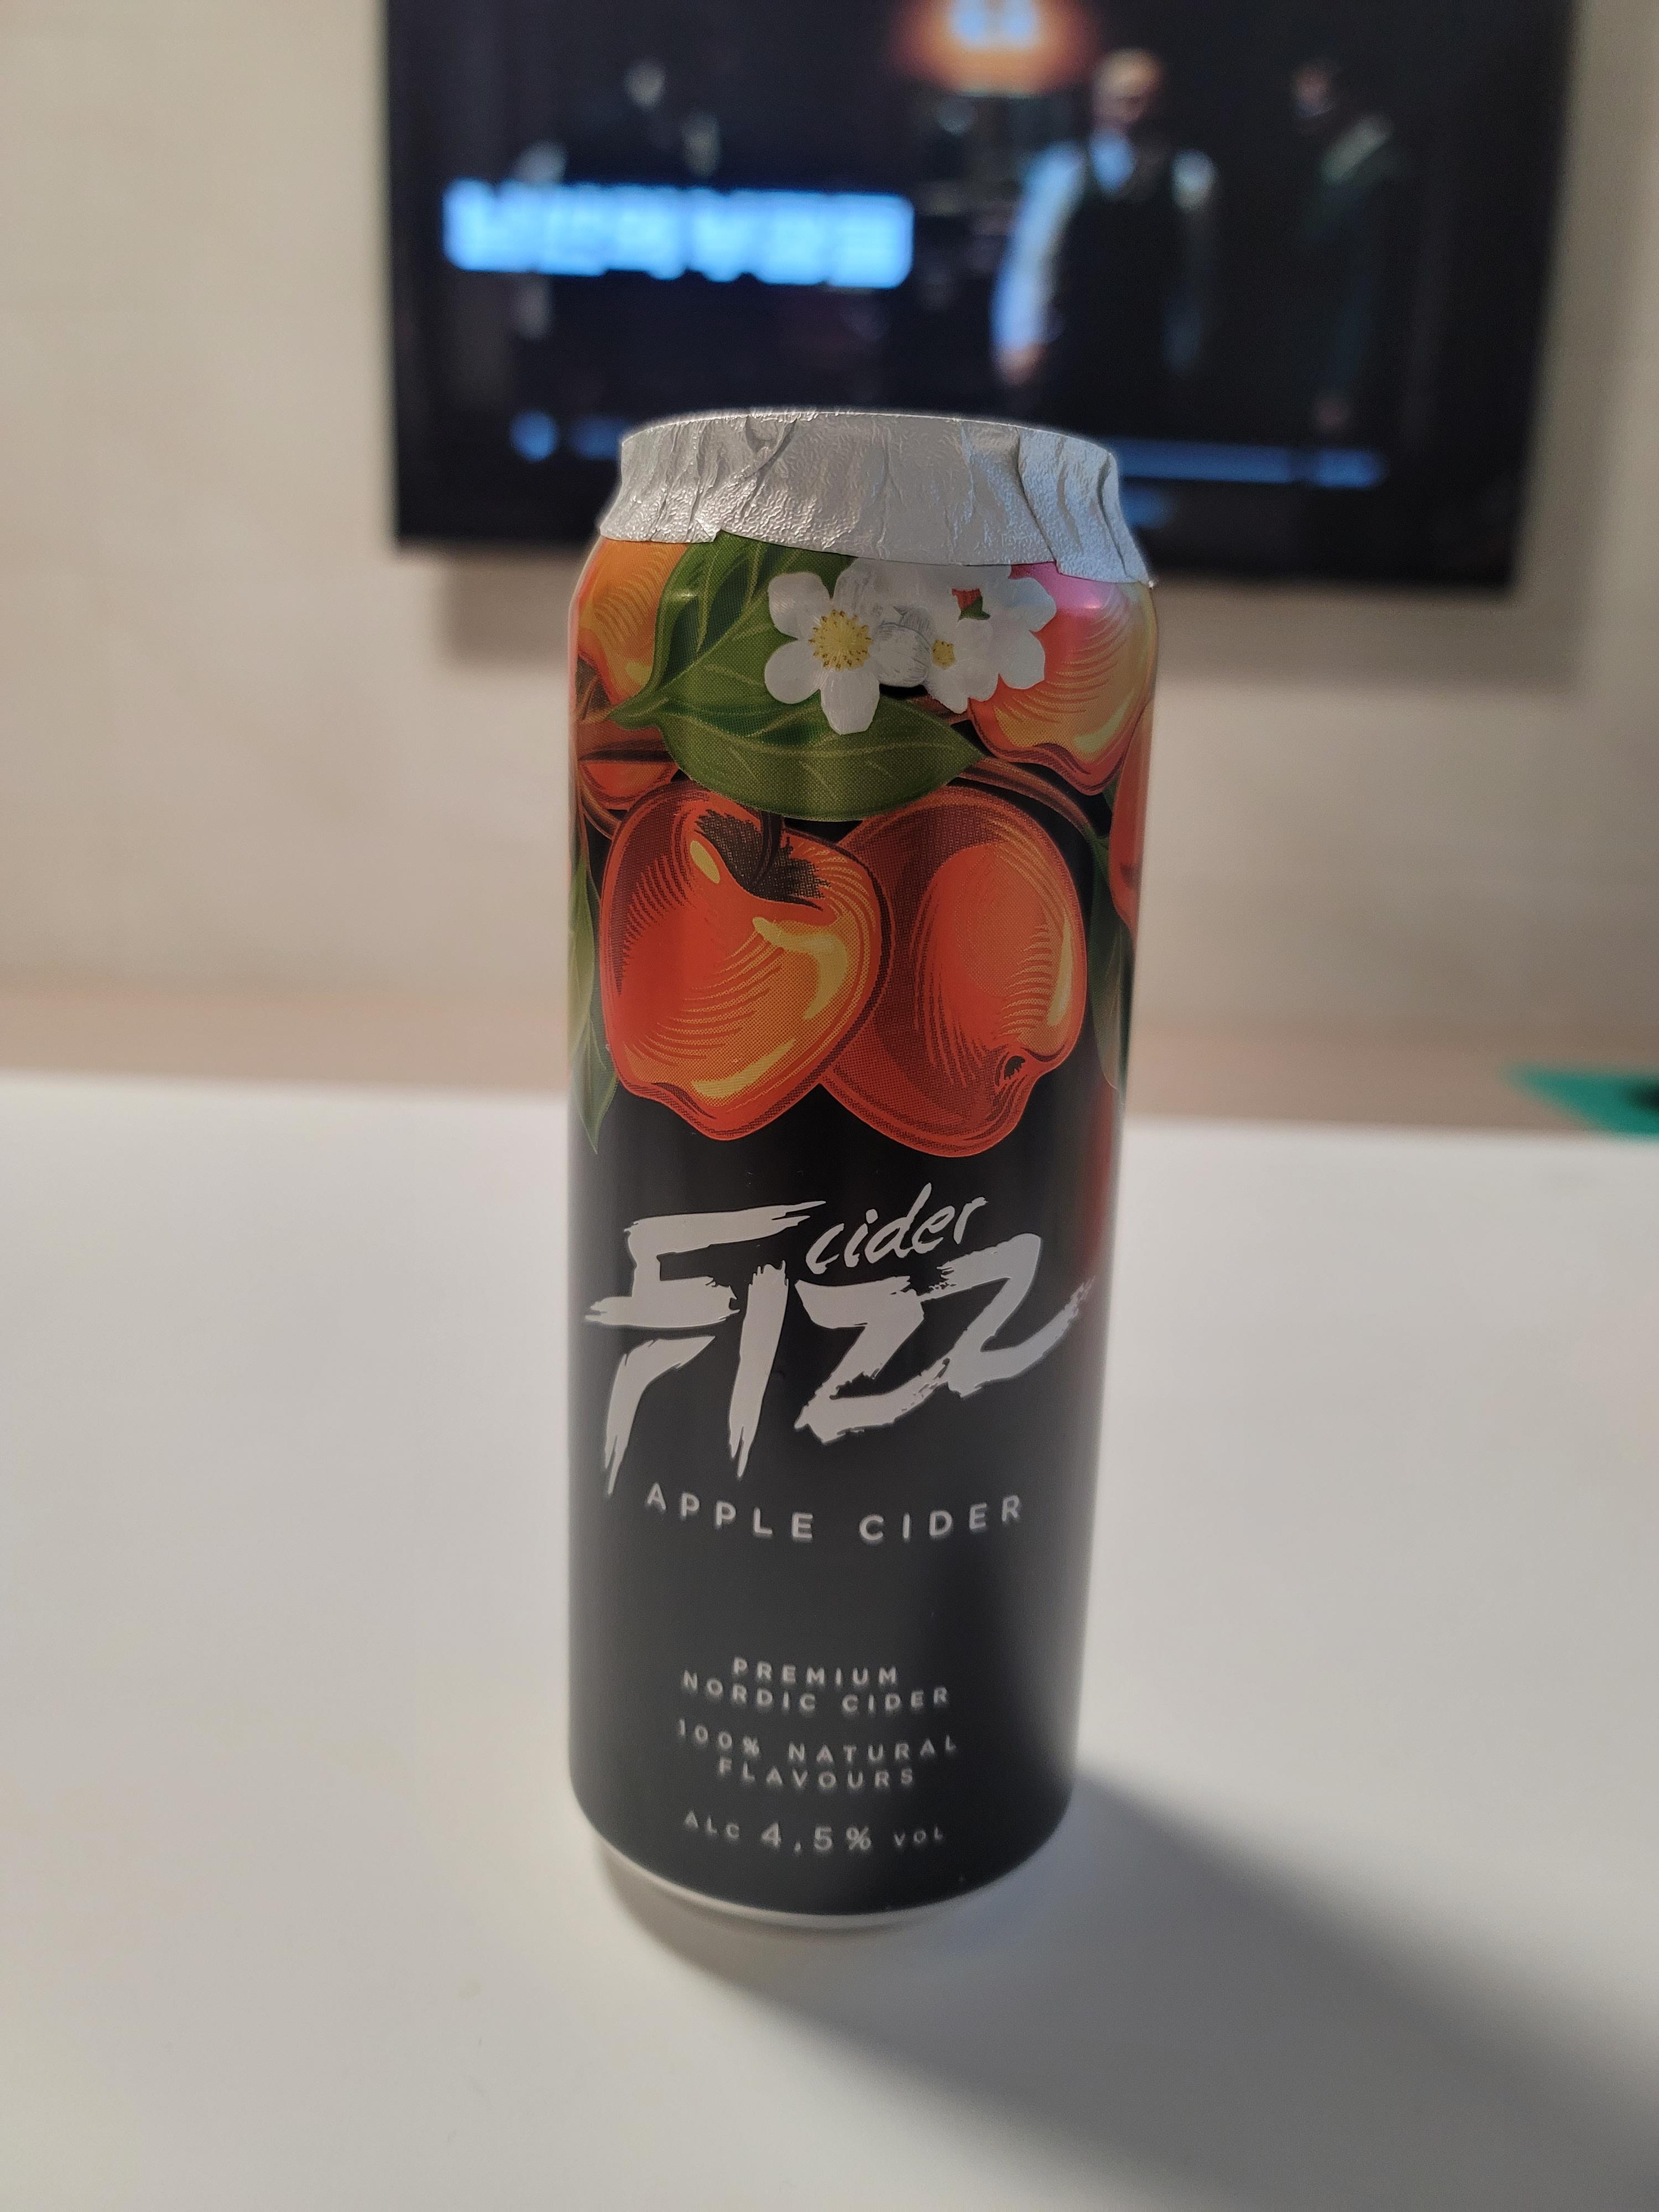 cider
FIZZ
APPLE CIDER
PREMIUM
NORDIC CIDER
100% NATURAL
FLAVOURS
ALC 4,5% VOL